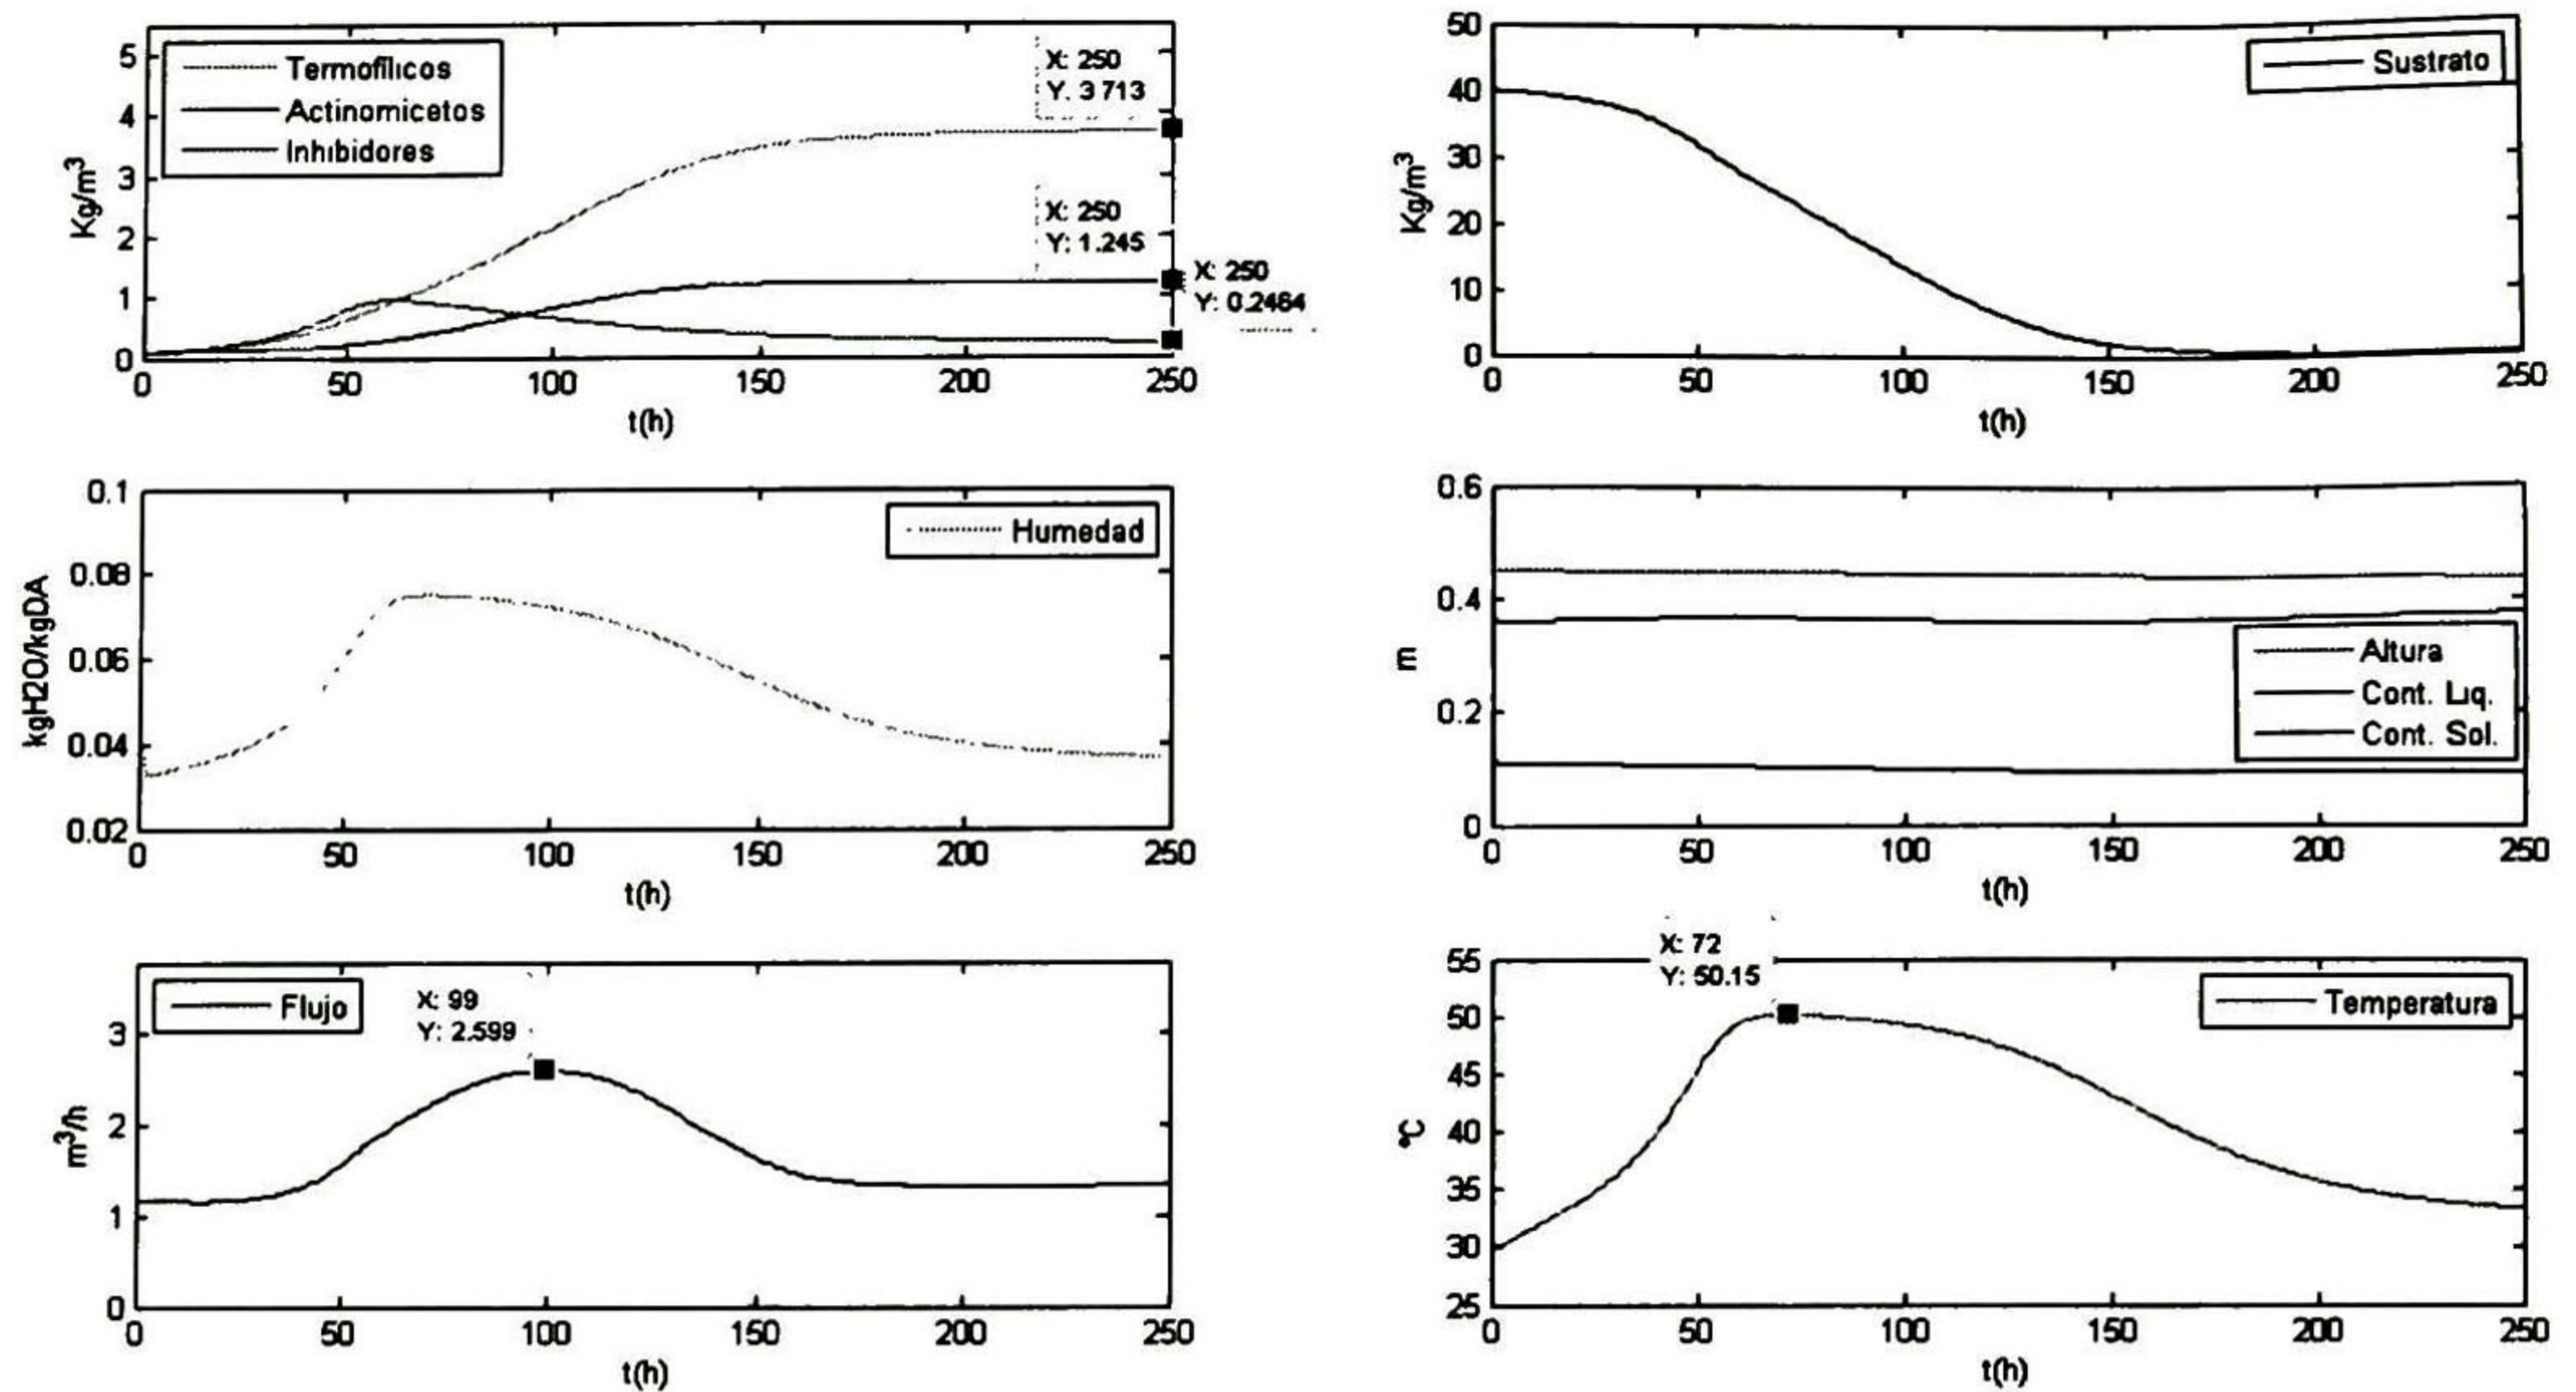 5
4
3
2
1
0
Kg/m³
Termofílicos
Actinomicetos
Inhibidores
X: 250
Y. 3 713
X: 250
Y: 1.245
X: 250
Y: 0.2464
0 50 100 150 200 250
t(h)
50
40
30
20
10
0
Kg/m³
Sustrato
0 50 100 150 200 250
t(h)
0.1
0.08
0.06
0.04
0.02
kgH2O/kgDA
Humedad
0 50 100 150 200 250
t(h)
0.6
0.4
0.2
0
m
Altura
Cont. Liq.
Cont. Sol.
0 50 100 150 200 250
t(h)
3
2
1
0
m³/h
Flujo
X: 99
Y: 2.599
0 50 100 150 200 250
t(h)
55
50
45
40
35
30
25
°C
X: 72
Y: 50.15
Temperatura
0 50 100 150 200 250
t(h)